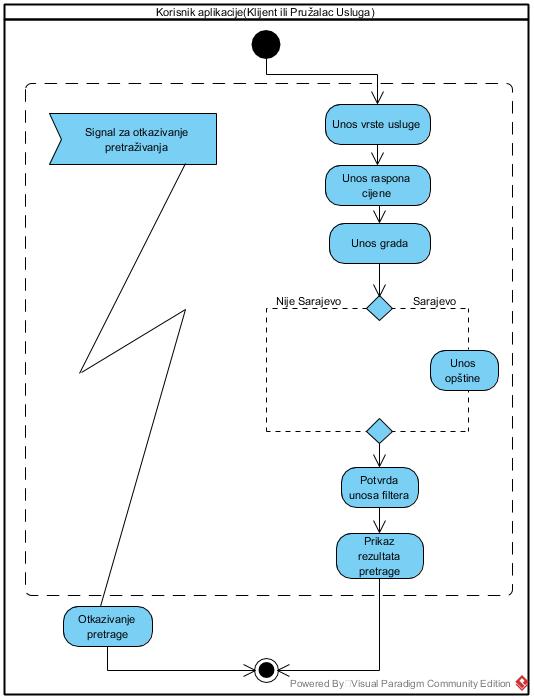 Korisnik aplikacije(Klijent ili Pružalac Usluga)
Signal za otkazivanje
pretraživanja
Unos vrste usluge
Unos raspona
cijene
Unos grada
Nije Sarajevo
Sarajevo
Unos
opštine
Potvrda
unosa filtera
Prikaz
rezultata
pretrage
Otkazivanje
pretrage
Powered By Visual Paradigm Community Edition